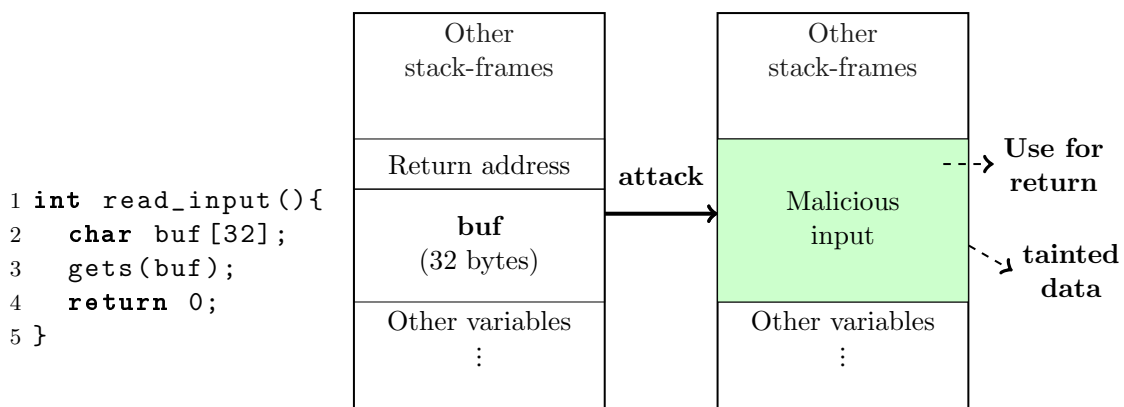 1 int read_input(){
2 char buf[32];
3 gets(buf);
4 return 0;
5 }
Other
stack-frames
Return address
buf
(32 bytes)
Other variables
⋮
attack
Other
stack-frames
Malicious
input
Other variables
⋮
Use for
return
tainted
data